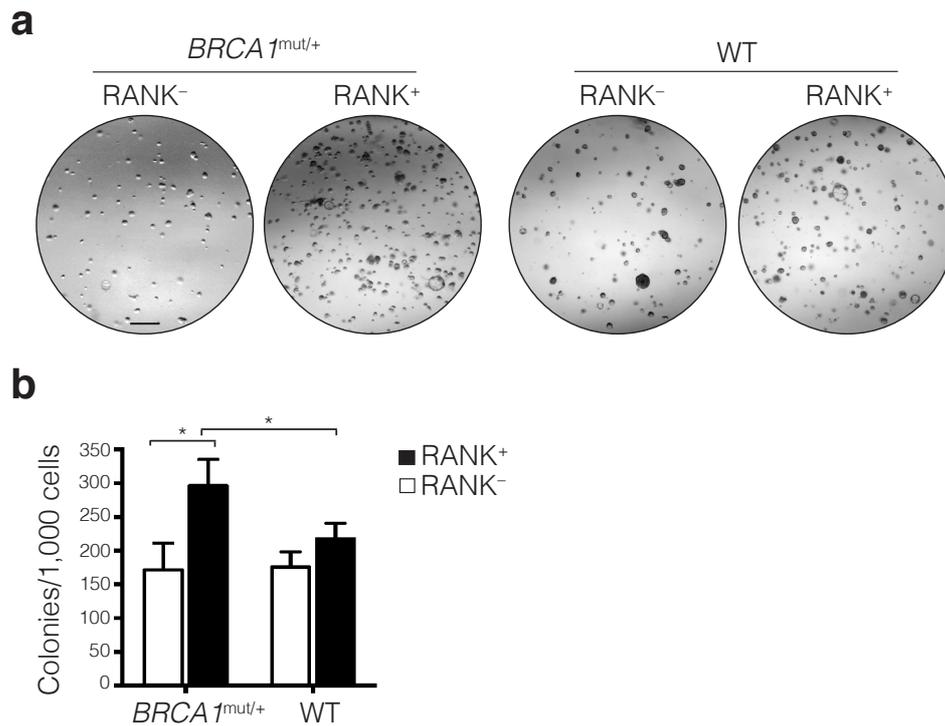 a
BRCA1mut/+
WT
RANK–
RANK+
RANK–
RANK+
b
*
*
Colonies/1,000 cells
350
300
250
200
150
100
50
0
RANK+
RANK–
BRCA1mut/+
WT